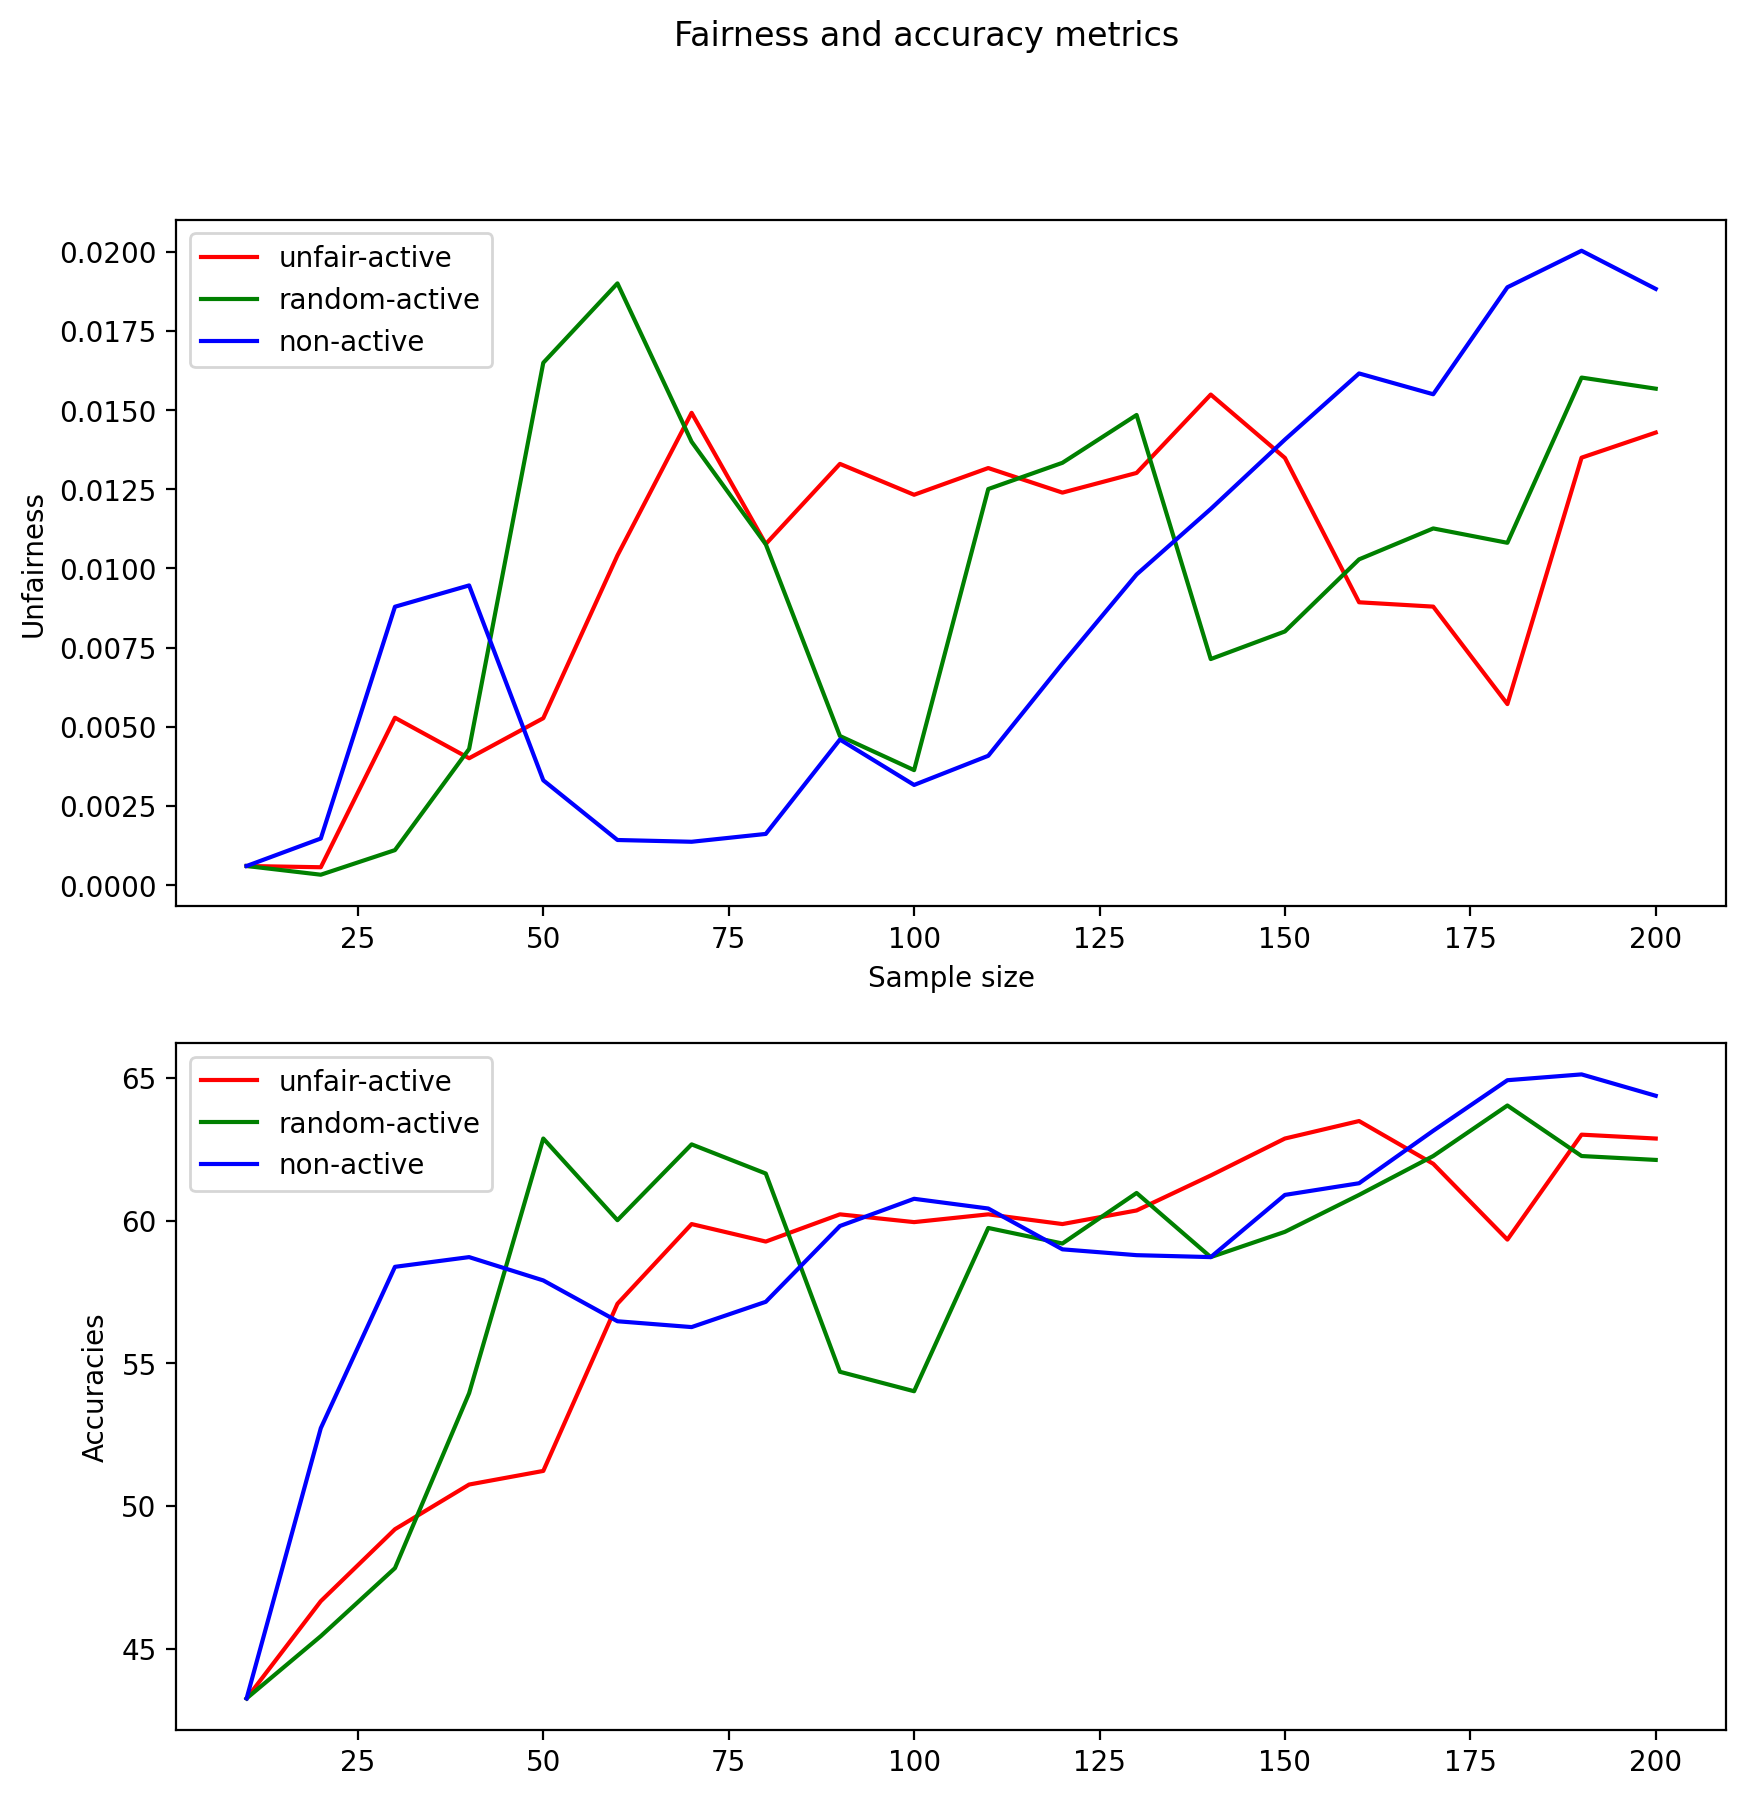 Fairness and accuracy metrics
unfair-active
random-active
non-active
0.0200
0.0175
0.0150
0.0125
0.0100
0.0075
0.0050
0.0025
0.0000
Unfairness
25 50 75 100 125 150 175 200
Sample size
unfair-active
random-active
non-active
65
60
55
50
45
Accuracies
25 50 75 100 125 150 175 200